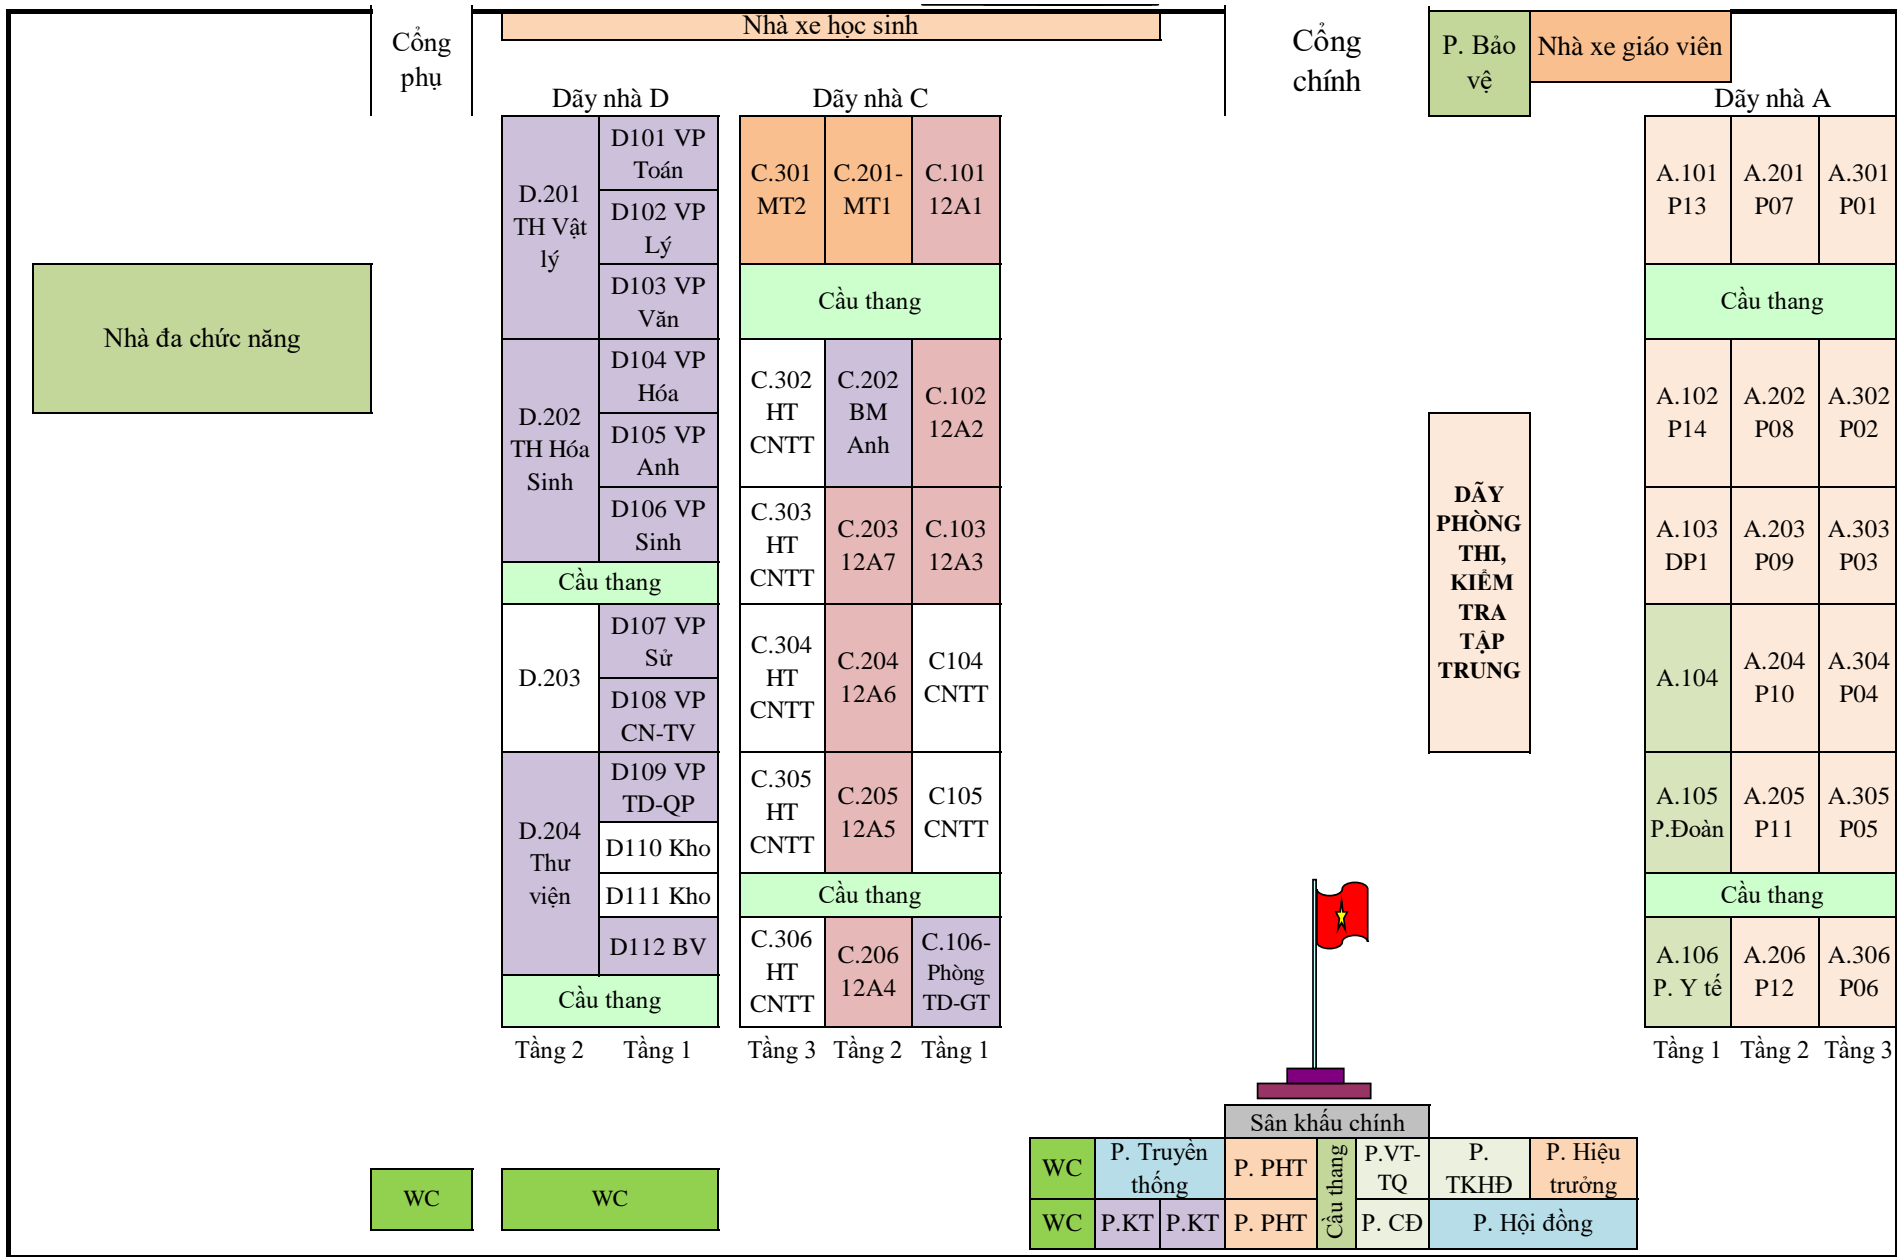 Nhà xe học sinh
Cổng
phụ
Cổng
chính
P. Bảo
vệ
Nhà xe giáo viên
Dãy nhà D
Dãy nhà C
Dãy nhà A
D.201
TH Vật
lý
D101 VP
Toán
D102 VP
Lý
D103 VP
Văn
C.301
MT2
C.201-
MT1
C.101
12A1
A.101
P13
A.201
P07
A.301
P01
Nhà đa chức năng
Cầu thang
Cầu thang
D.202
TH Hóa
Sinh
D104 VP
Hóa
D105 VP
Anh
D106 VP
Sinh
C.302
HT
CNTT
C.202
BM
Anh
C.102
12A2
A.102
P14
A.202
P08
A.302
P02
C.303
HT
CNTT
C.203
12A7
C.103
12A3
DÃY
PHÒNG
THI,
KIỂM
TRA
TẬP
TRUNG
A.103
DP1
A.203
P09
A.303
P03
Cầu thang
D.203
D107 VP
Sử
D108 VP
CN-TV
C.304
HT
CNTT
C.204
12A6
C104
CNTT
A.104
A.204
P10
A.304
P04
D.204
Thư
viện
D109 VP
TD-QP
D110 Kho
D111 Kho
D112 BV
C.305
HT
CNTT
C.205
12A5
C105
CNTT
A.105
P.Đoàn
A.205
P11
A.305
P05
Cầu thang
Cầu thang
C.306
HT
CNTT
C.206
12A4
C.106-
Phòng
TD-GT
A.106
P. Y tế
A.206
P12
A.306
P06
Cầu thang
Tầng 2
Tầng 1
Tầng 3
Tầng 2
Tầng 1
Tầng 1
Tầng 2
Tầng 3
Sân khấu chính
WC
P. Truyền
thống
P. PHT
Cầu thang
P.VT-
TQ
P.
TKHĐ
P. Hiệu
trưởng
WC
WC
WC
P.KT
P.KT
P. PHT
P. CĐ
P. Hội đồng